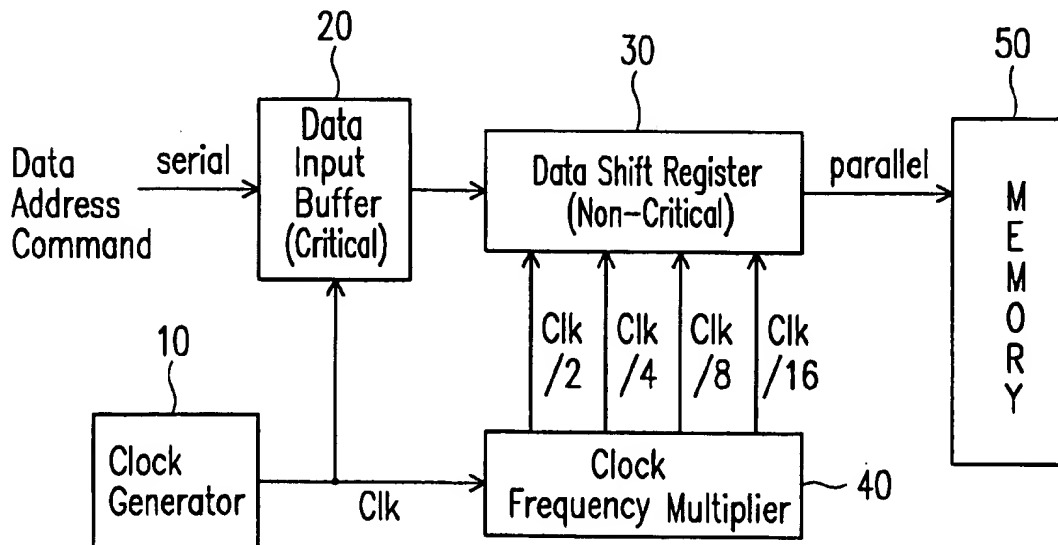 20
30
50
Data
Input
Buffer
(Critical)
Data
Address
Command
serial
Data Shift Register
(Non-Critical)
parallel
M
E
M
O
R
Y
Clk
/2
Clk
/4
Clk
/8
Clk
/16
10
Clock
Generator
Clk
Clock
Frequency Multiplier
40